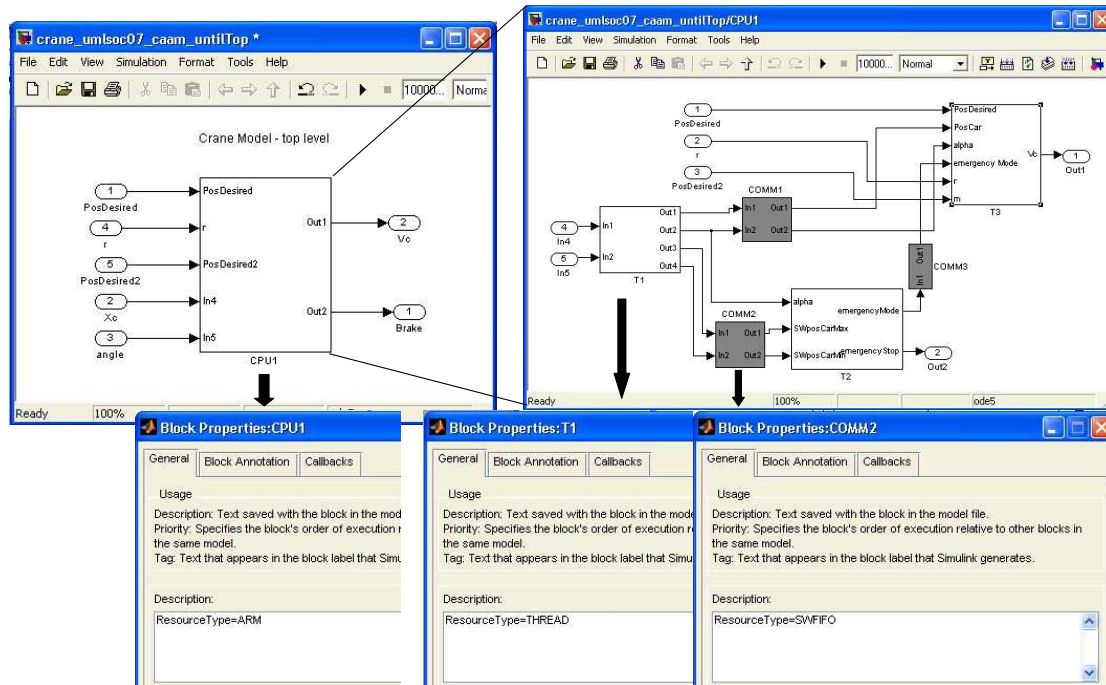 crane_umlsoc07_caam_untilTop *
File Edit View Simulation Format Tools Help
10000... Norma
Crane Model - top level
1
PosDesired
4
r
5
PosDesired2
2
Xc
3
angle
PosDesired
r
PosDesired2
In4
In5
Out1
Out2
CPU1
2
Vc
1
Brake
Ready 100%
crane_umlsoc07_caam_untilTop/CPU1
File Edit View Simulation Format Tools Help
10000... Normal
1
PosDesired
2
r
3
PosDesired2
PosDesired
PosCar
alpha
emergency Mode
r
m
Vc
T3
1
Out1
4
In4
5
In5
In1
In2
Out1
Out2
Out3
Out4
T1
COMM1
In1 Out1
In2 Out2
COMM2
In1 Out1
In2 Out2
In1 Out1
COMM3
alpha
SWposCarMax
SWposCarMin
emergencyMode
emergency Stop
T2
2
Out2
Ready 100% ode5
Block Properties:CPU1
General Block Annotation Callbacks
Usage
Description: Text saved with the block in the mode
Priority: Specifies the block's order of execution r
the same model.
Tag: Text that appears in the block label that Simu
Description:
ResourceType=ARM
Block Properties:T1
General Block Annotation Callbacks
Usage
Description: Text saved with the block in the mode
Priority: Specifies the block's order of execution re
the same model.
Tag: Text that appears in the block label that Simu
Description:
ResourceType=THREAD
Block Properties:COMM2
General Block Annotation Callbacks
Usage
Description: Text saved with the block in the model file.
Priority: Specifies the block's order of execution relative to other blocks in
the same model.
Tag: Text that appears in the block label that Simulink generates.
Description:
ResourceType=SWFIFO